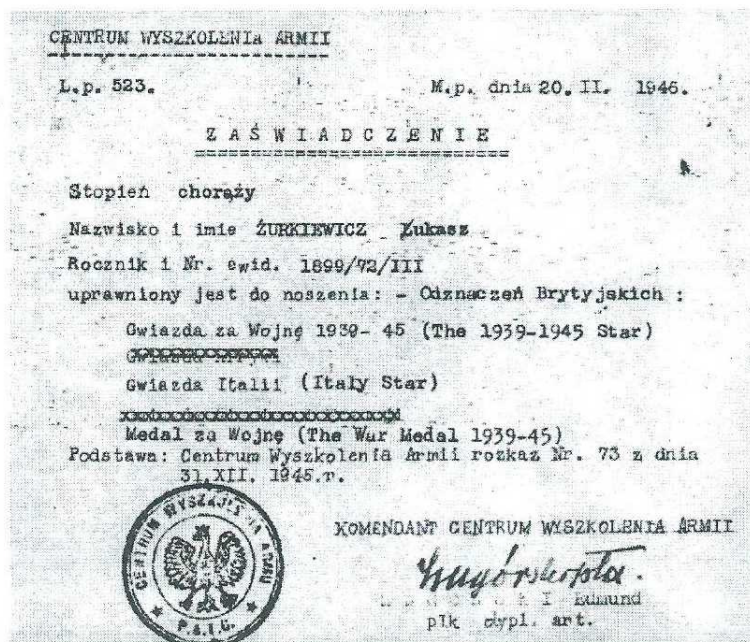 CENTRUM WYSZKOLENIA ARMII
L.p. 523. M.p. dnia 20. II. 1946.
ZAŚWIADCZENIE
Stopień chorąży
Nazwisko i imie ŻURKIEWICZ Łukasz
Rocznik i Nr. ewid. 1899/72/III
uprawniony jest do noszenia: - Odznaczeń Brytyjskich :
Gwiazda za Wojnę 1939- 45 (The 1939-1945 Star)
Gwiazda Italii (Italy Star)
Medal za Wojnę (The War Medal 1939-45)
Podstawa: Centrum Wyszkolenia Armii rozkaz Nr. 73 z dnia
31.XII. 1945.r.
CENTRUM WYSZKOLENIA ARMII
KOMENDANT CENTRUM WYSZKOLENIA ARMII
Edmund
płk dypl. art.